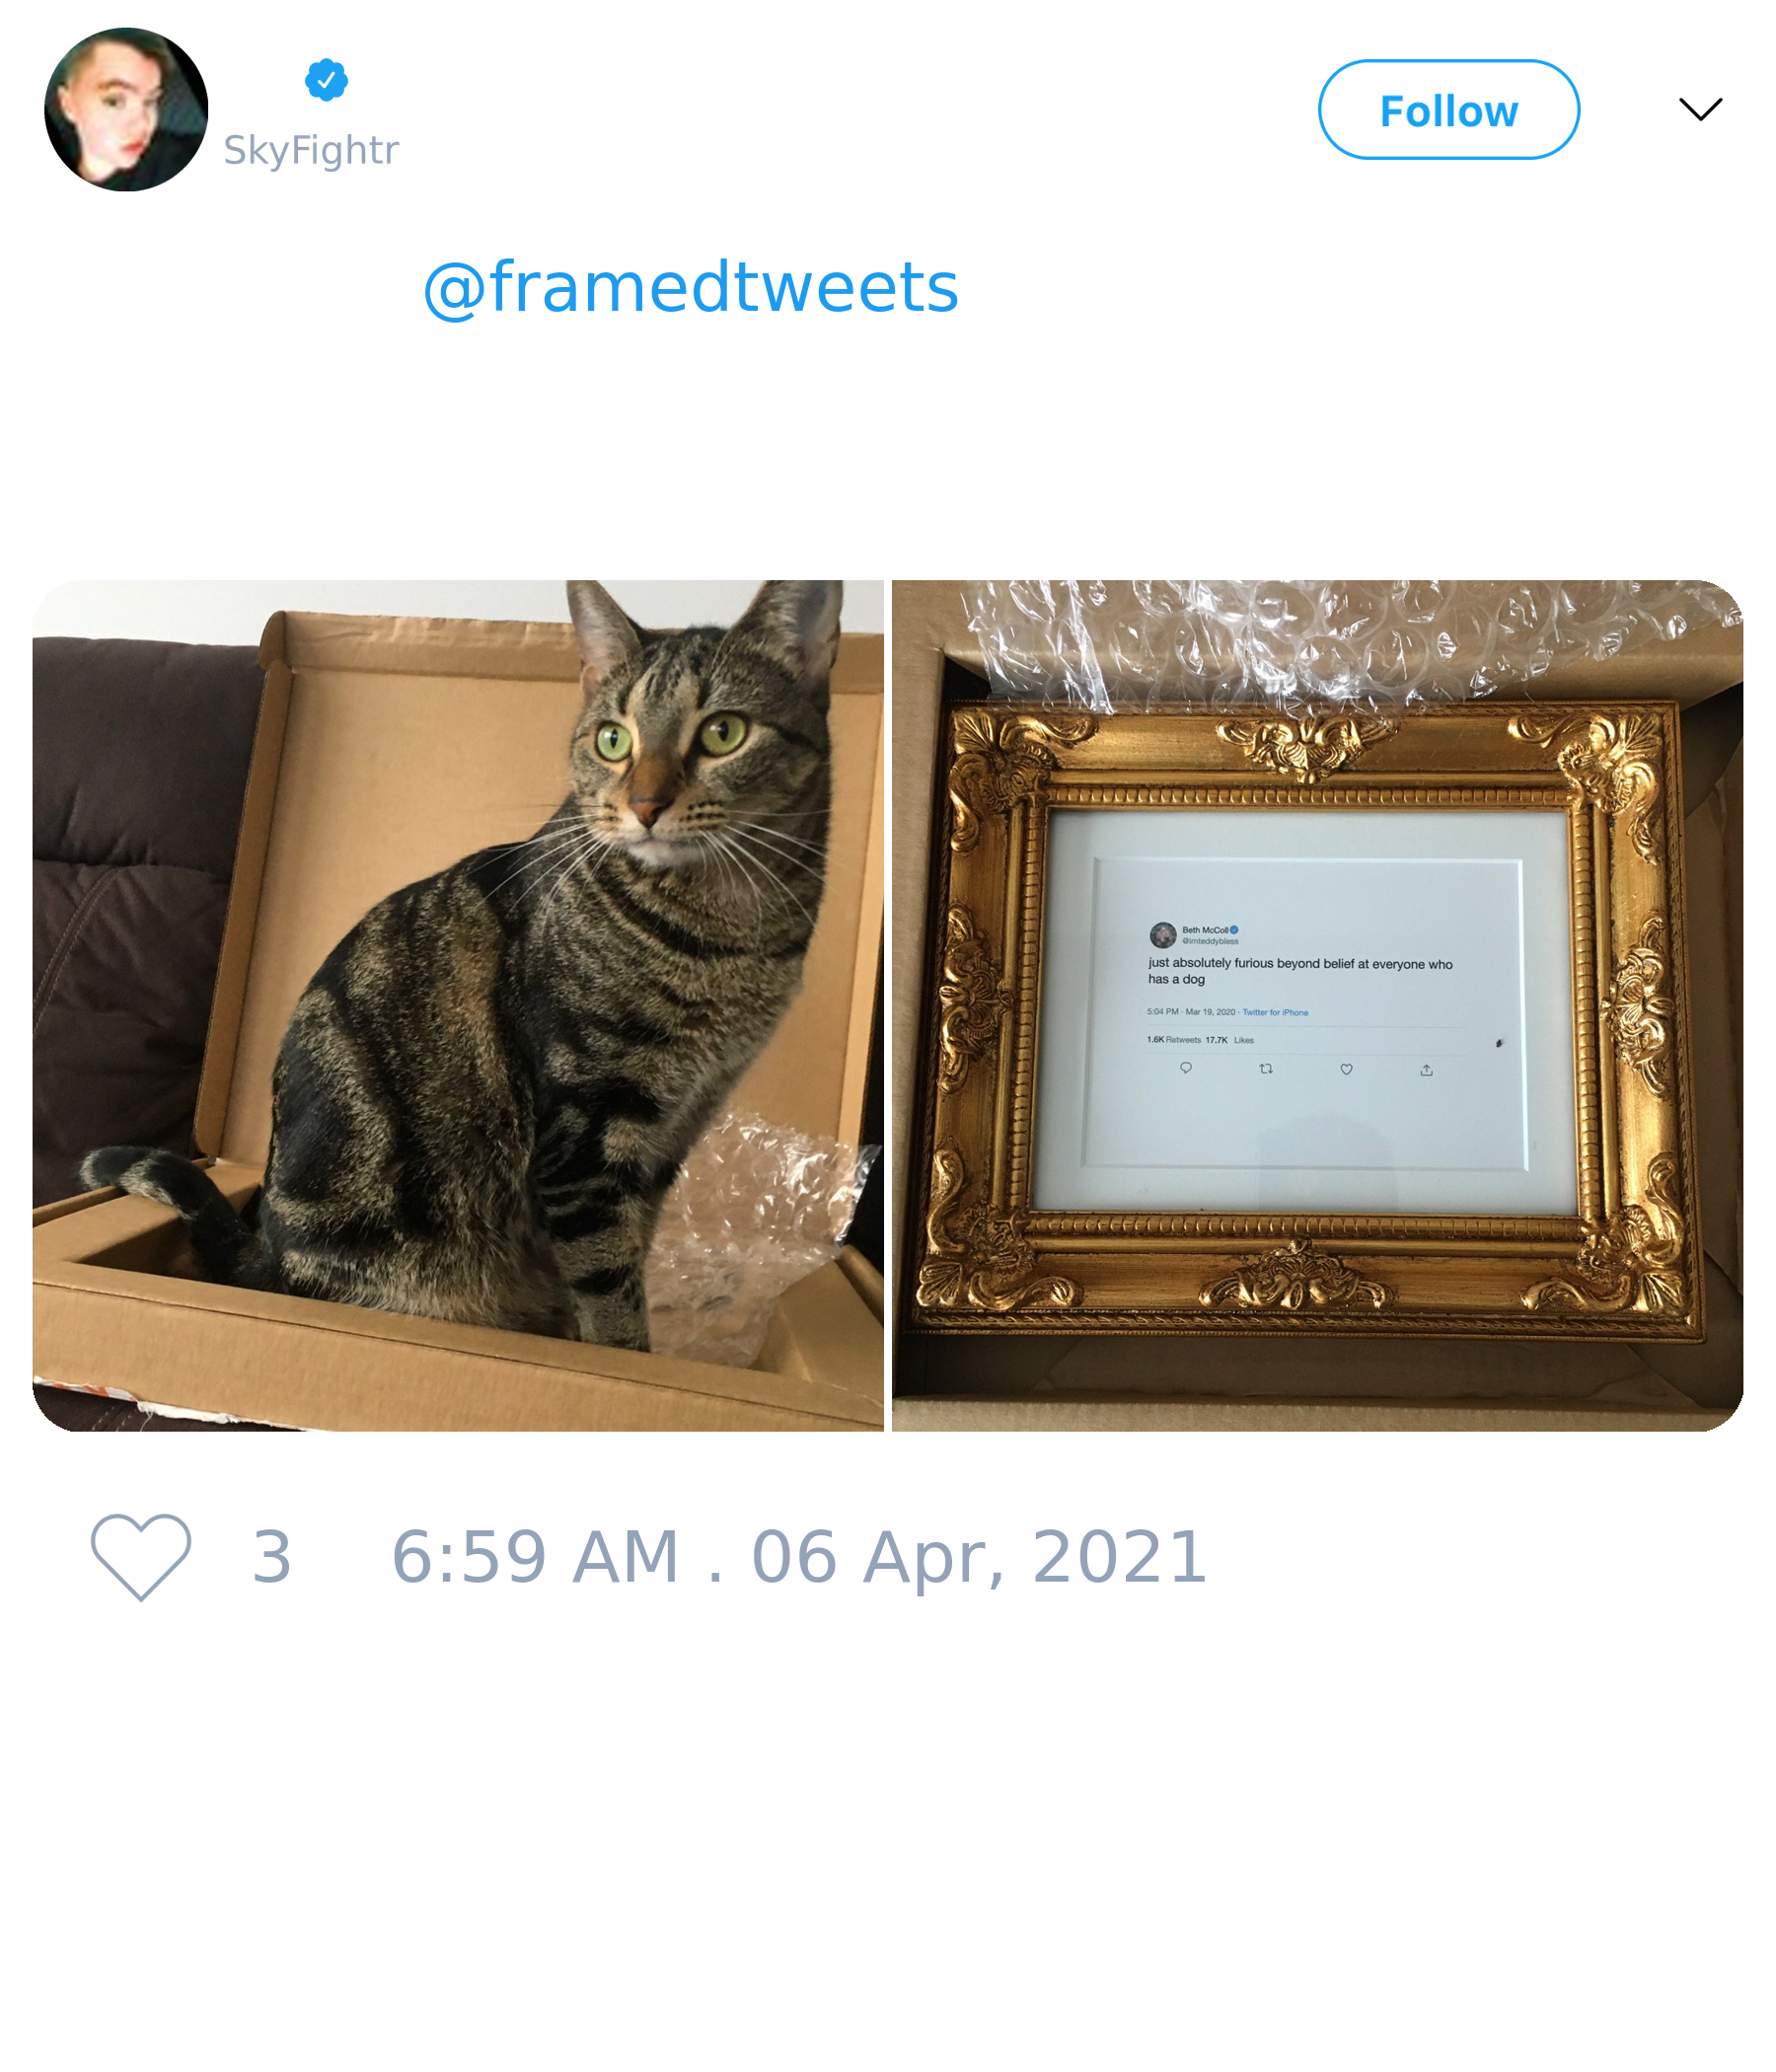 SkyFightr
Follow
@framedtweets
Beth McColl
@imteddybless
just absolutely furious beyond belief at everyone who
has a dog
5:04 PM · Mar 19, 2020 · Twitter for iPhone
1.6K Retweets 17.7K Likes
3 6:59 AM . 06 Apr, 2021